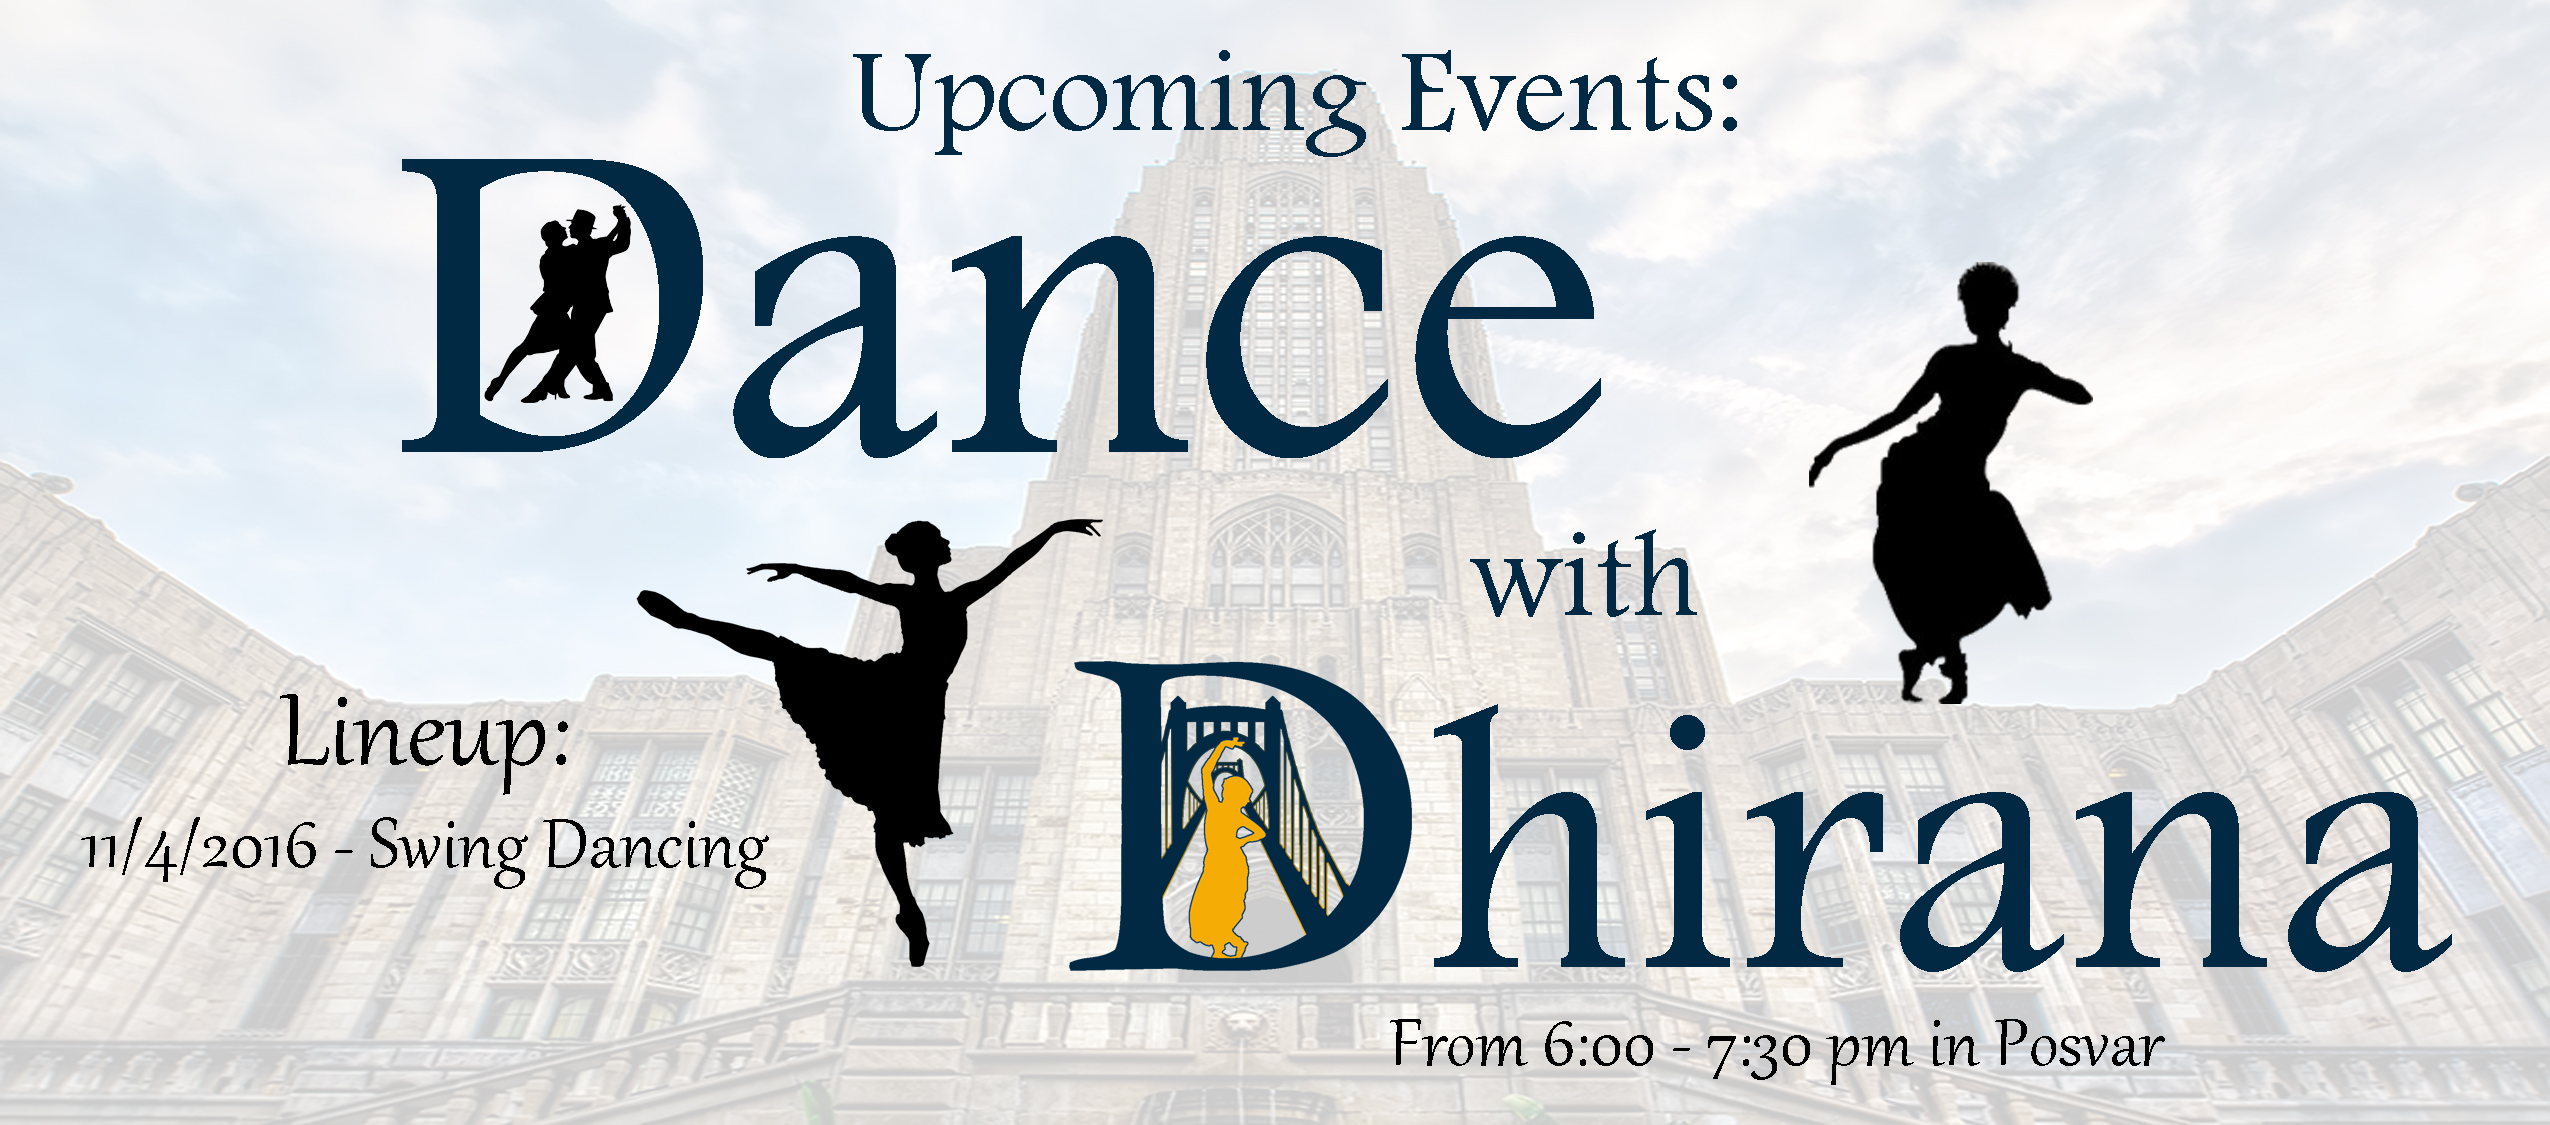 Upcoming Events:
Dance
with
Dhirana
Lineup:
11/4/2016 - Swing Dancing
From 6:00 - 7:30 pm in Posvar